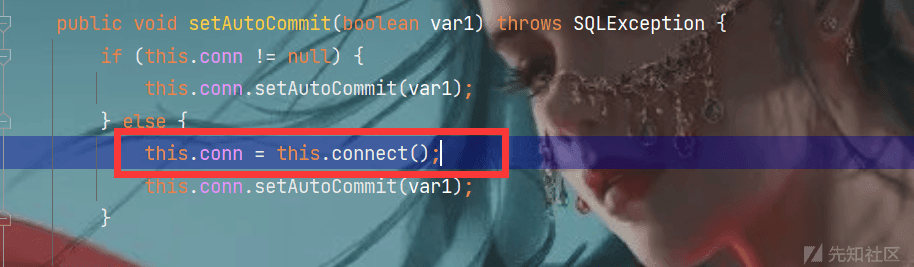 public void setAutoCommit(boolean var1) throws SQLException {
if (this.conn != null) {
this.conn.setAutoCommit(var1);
} else {
this.conn = this.connect();
this.conn.setAutoCommit(var1);
}
先知社区